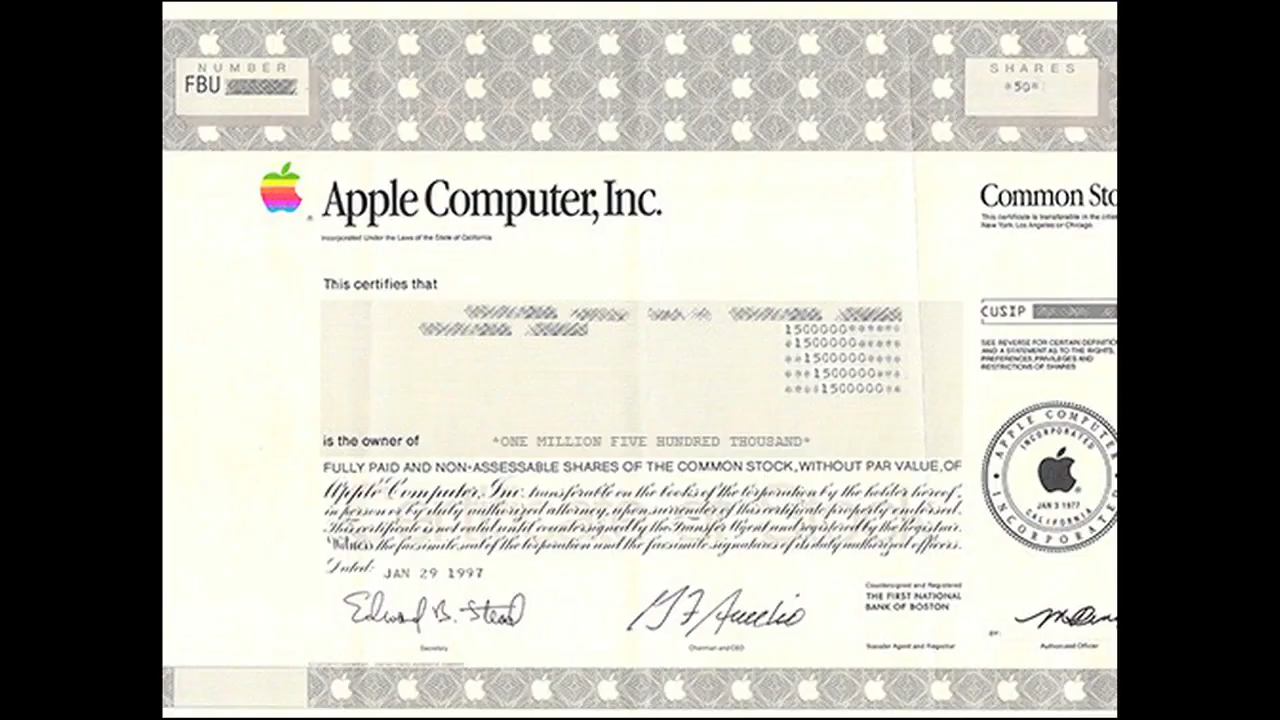 NUMBER
FBU
SHARES
*50*
Apple Computer, Inc.
Incorporated Under the Laws of the State of California
Common Sto
This certificate is transferable in the cities
New York, Los Angeles or Chicago
This certifies that
CUSIP
1500000******
*1500000*****
**1500000****
***1500000***
****1500000**
SEE REVERSE FOR CERTAIN DEFINITIO
AND A STATEMENT AS TO THE RIGHTS,
PREFERENCES, PRIVILEGES AND
RESTRICTIONS OF SHARES
is the owner of *ONE MILLION FIVE HUNDRED THOUSAND*
FULLY PAID AND NON-ASSESSABLE SHARES OF THE COMMON STOCK, WITHOUT PAR VALUE, OF
Apple Computer, Inc. transferable on the books of the Corporation by the holder hereof,
in person or by duly authorized attorney, upon surrender of this certificate properly endorsed.
This certificate is not valid until countersigned by the Transfer Agent and registered by the Registrar.
Witness the facsimile seal of the Corporation and the facsimile signatures of its duly authorized officers.
APPLE COMPUTER
INCORPORATED
JAN 3 1977
CALIFORNIA
INCORPORATED
Dated: JAN 29 1997
Edward B. Stead
Secretary
Chairman and CEO
Countersigned and Registered
THE FIRST NATIONAL
BANK OF BOSTON
Transfer Agent and Registrar
BY:
Authorized Officer